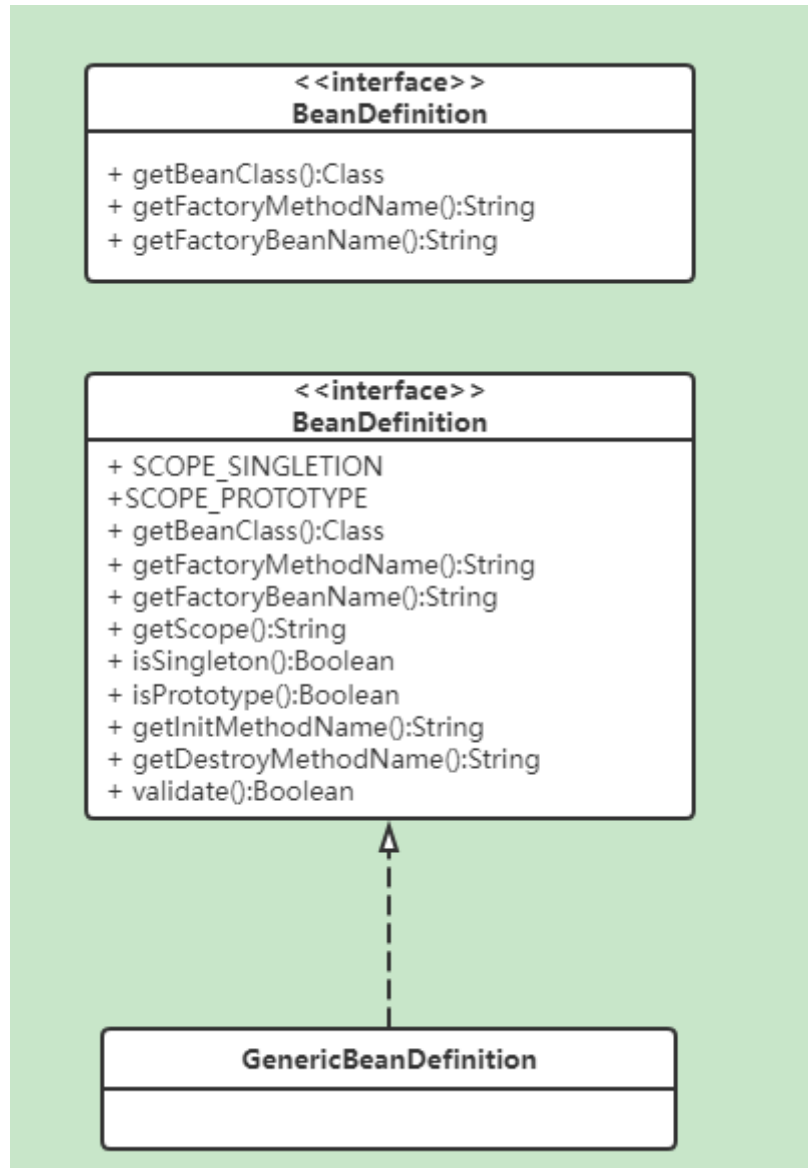 <<interface>>
BeanDefinition
+ getBeanClass():Class
+ getFactoryMethodName():String
+ getFactoryBeanName():String
<<interface>>
BeanDefinition
+ SCOPE_SINGLETION
+SCOPE_PROTOTYPE
+ getBeanClass():Class
+ getFactoryMethodName():String
+ getFactoryBeanName():String
+ getScope():String
+ isSingleton():Boolean
+ isPrototype():Boolean
+ getInitMethodName():String
+ getDestroyMethodName():String
+ validate():Boolean
GenericBeanDefinition